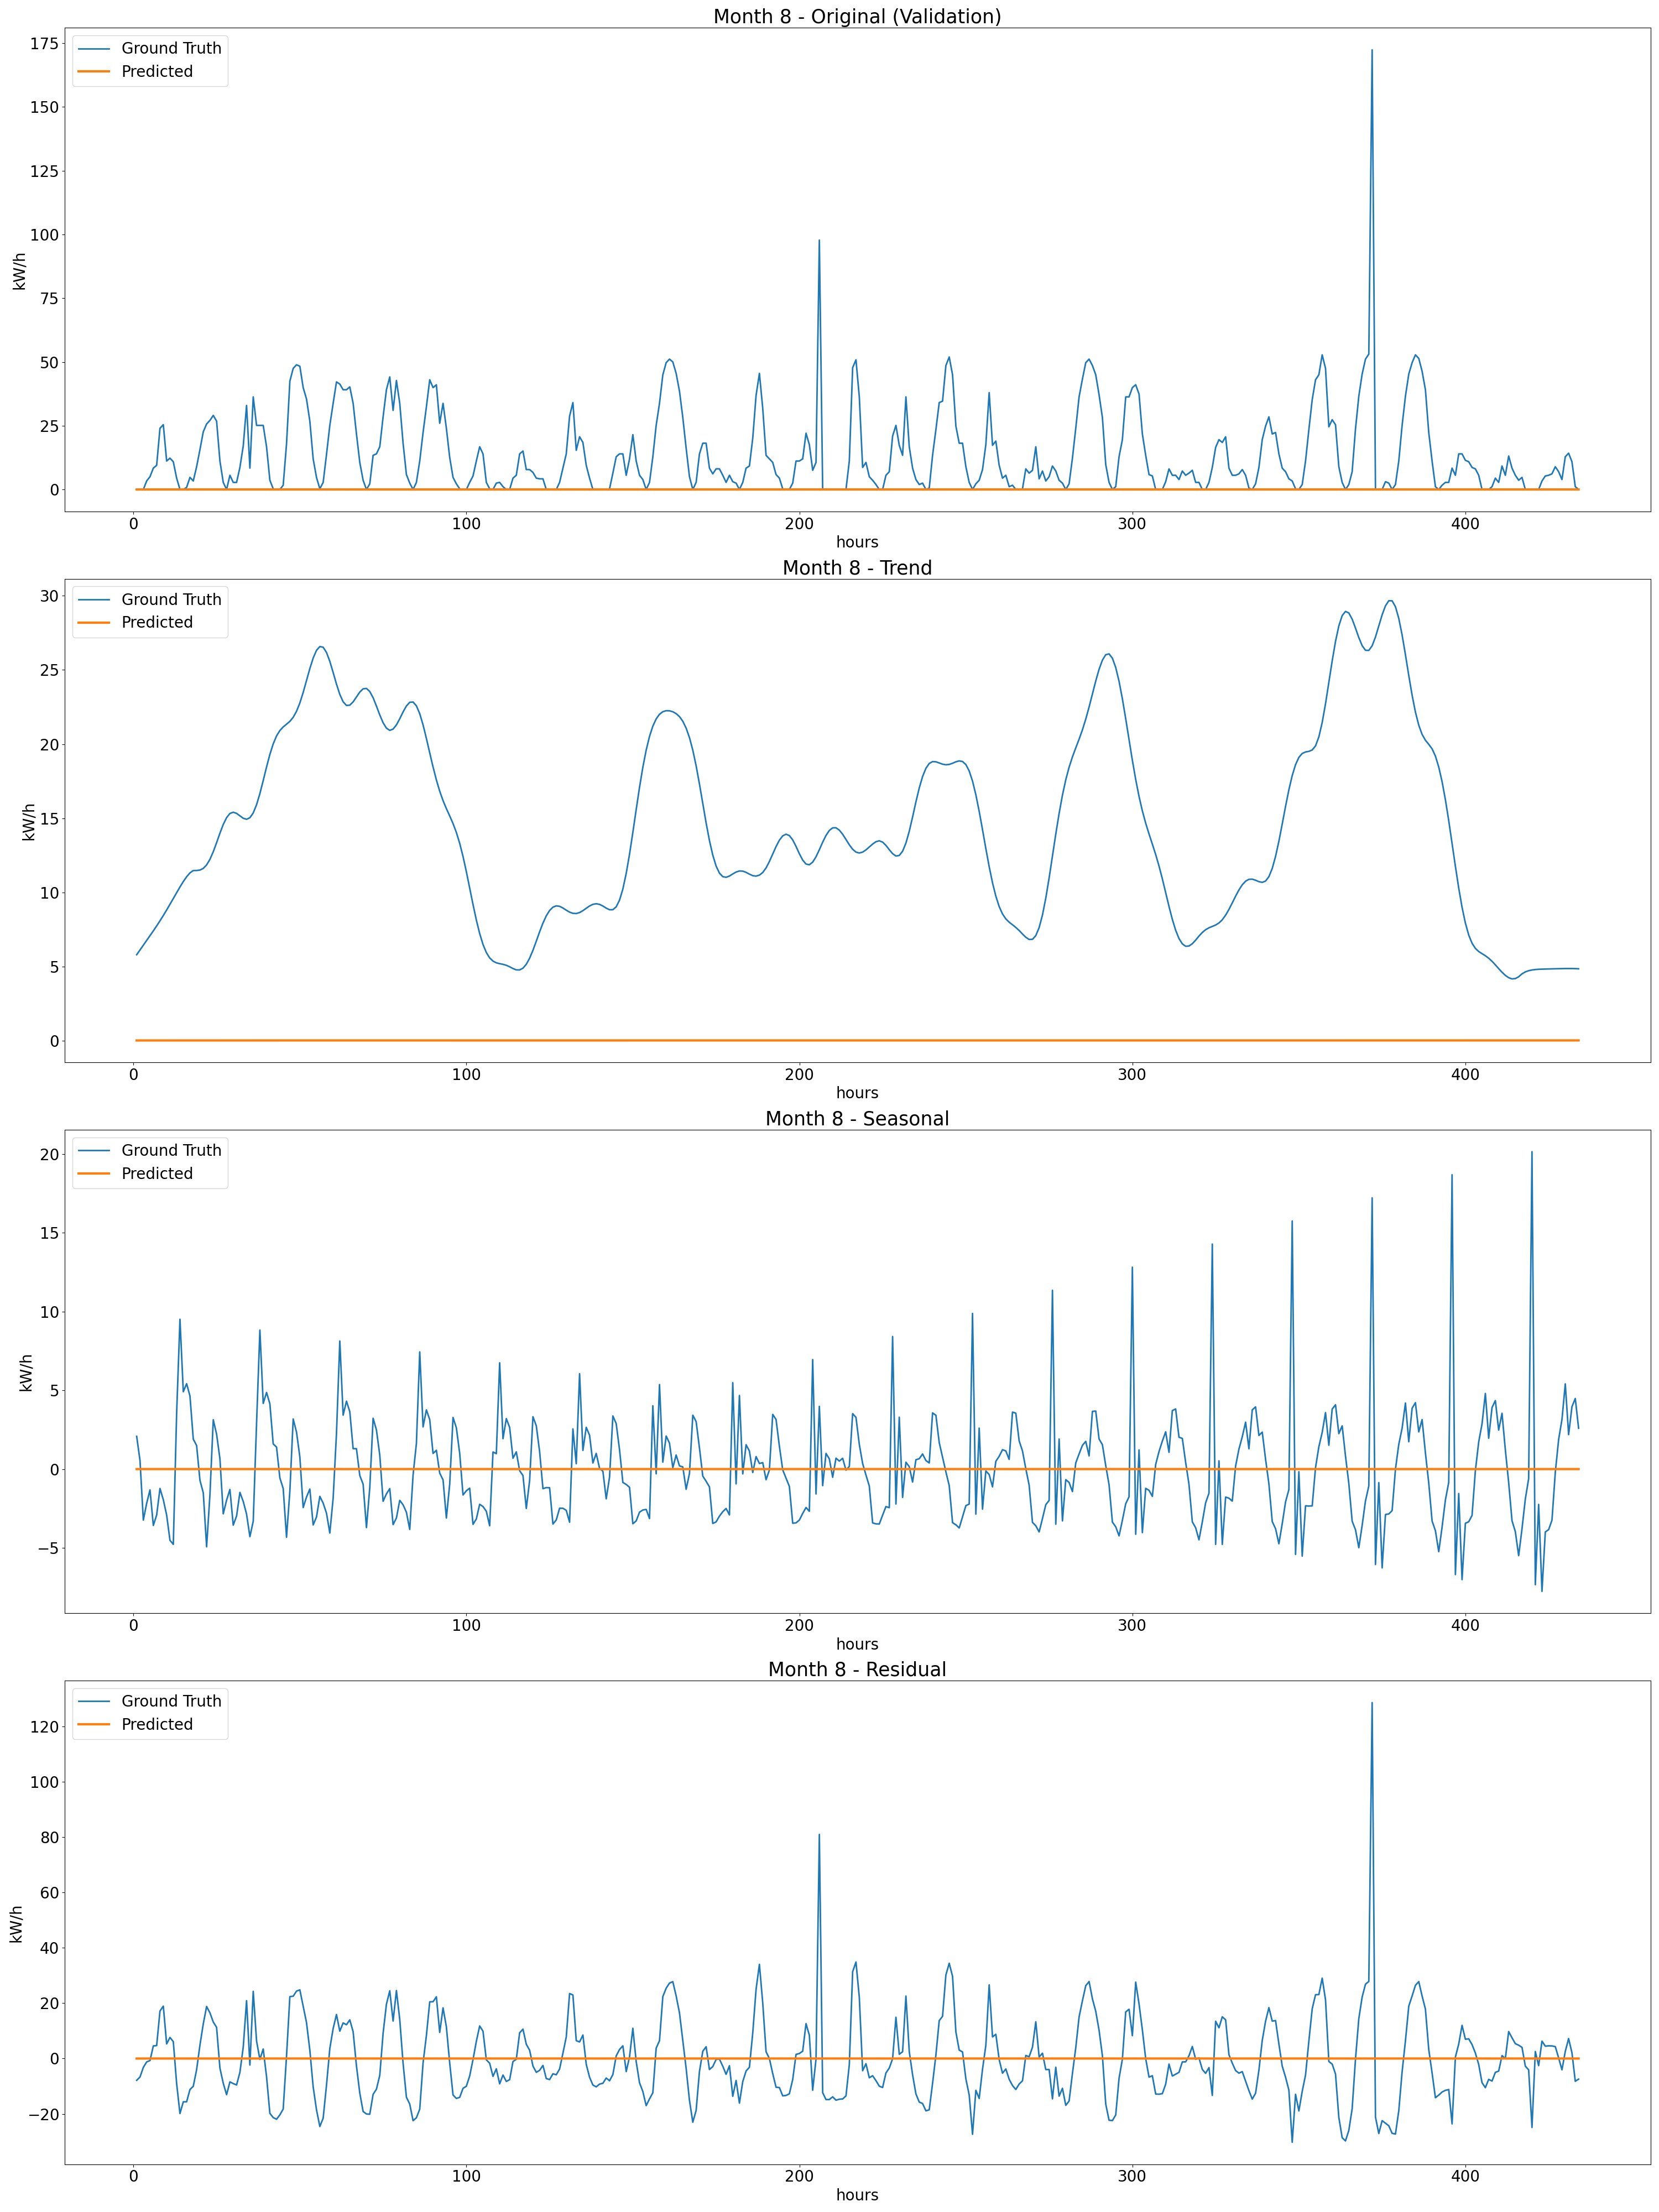 Month 8 - Original (Validation)
Ground Truth
Predicted
175
150
125
100
75
50
25
0
kW/h
0 100 200 300 400
hours
Month 8 - Trend
Ground Truth
Predicted
30
25
20
15
10
5
0
kW/h
0 100 200 300 400
hours
Month 8 - Seasonal
Ground Truth
Predicted
20
15
10
5
0
−5
kW/h
0 100 200 300 400
hours
Month 8 - Residual
Ground Truth
Predicted
120
100
80
60
40
20
0
−20
kW/h
0 100 200 300 400
hours